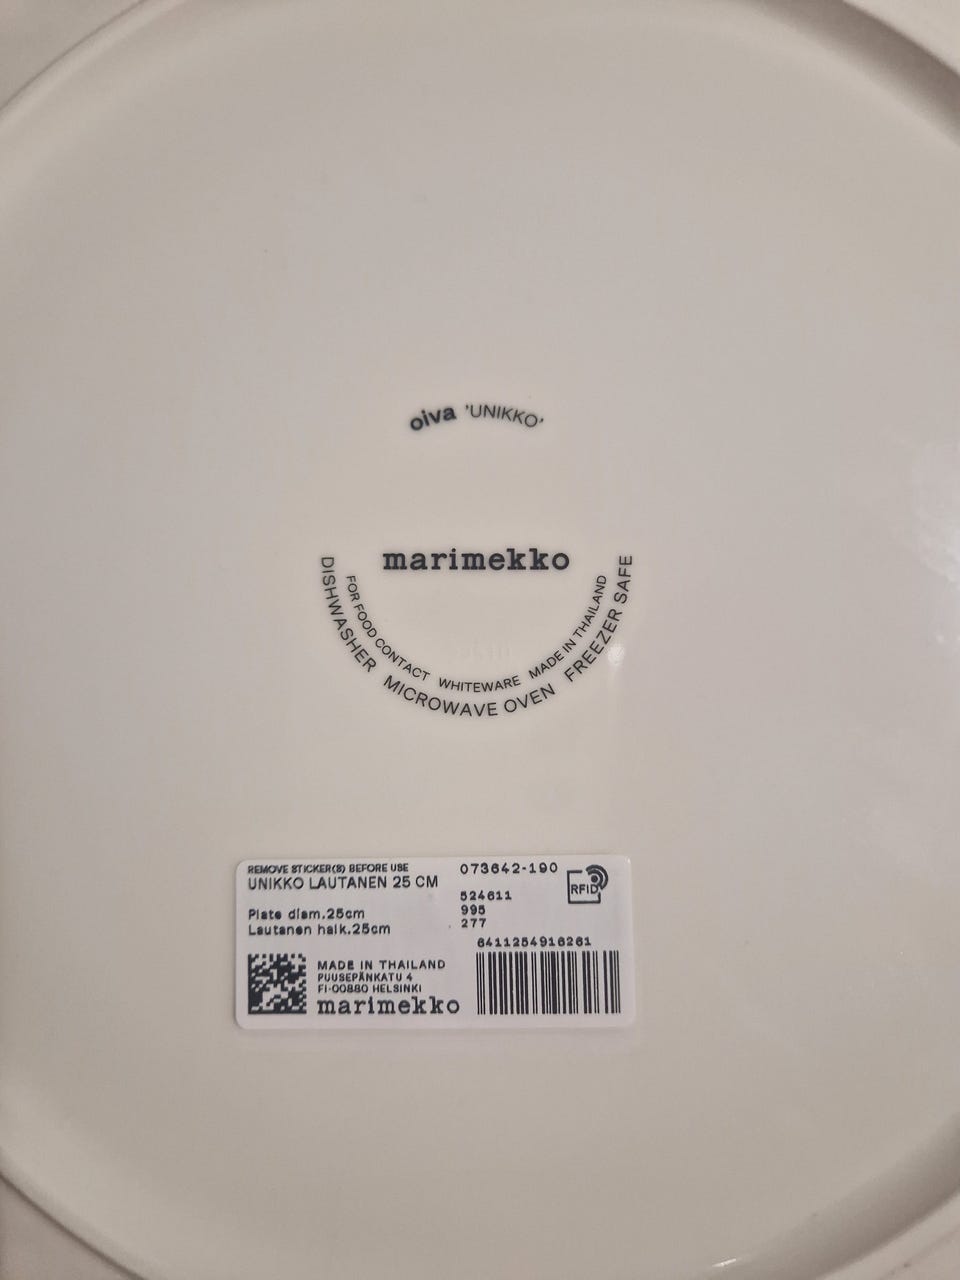 oiva 'UNIKKO'
marimekko
FOR FOOD CONTACT WHITEWARE MADE IN THAILAND
DISHWASHER MICROWAVE OVEN FREEZER SAFE
REMOVE STICKER(S) BEFORE USE
UNIKKO LAUTANEN 25 CM
073642-190
RFID
524611
995
277
Plate diam.25cm
Lautanen halk.25cm
6411254916261
MADE IN THAILAND
PUUSEPÄNKATU 4
FI-00880 HELSINKI
marimekko